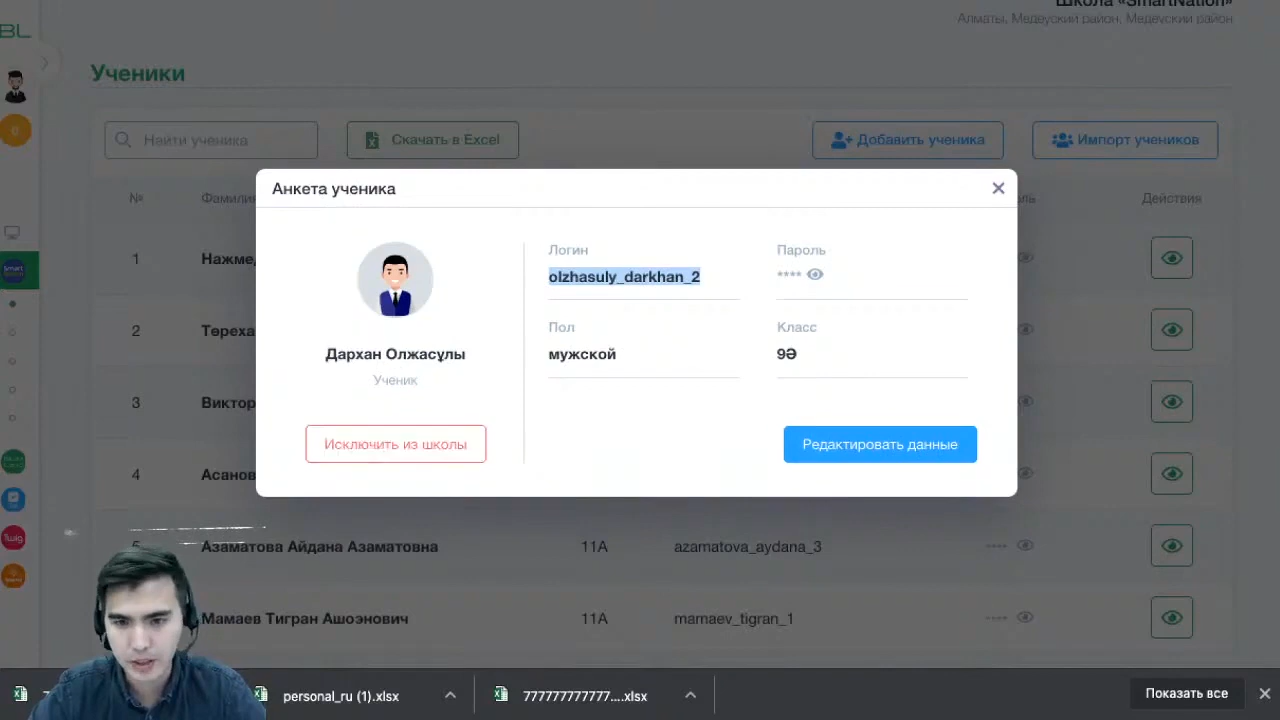 BL
Школа «SmartNation»
Алматы, Медеуский район, Медеуский район
Ученики
Найти ученика
Скачать в Excel
Добавить ученика
Импорт учеников
№
Действия
Анкета ученика
Логин
Пароль
olzhasuly_darkhan_2
****
Пол
Класс
мужской
9Ә
Дархан Олжасұлы
Ученик
Исключить из школы
Редактировать данные
1
2
3
4
5 Азаматова Айдана Азаматовна 11А azamatova_aydana_3 ----
Мамаев Тигран Ашоэнович 11А mamaev_tigran_1 ----
personal_ru (1).xlsx
777777777777....xlsx
Показать все